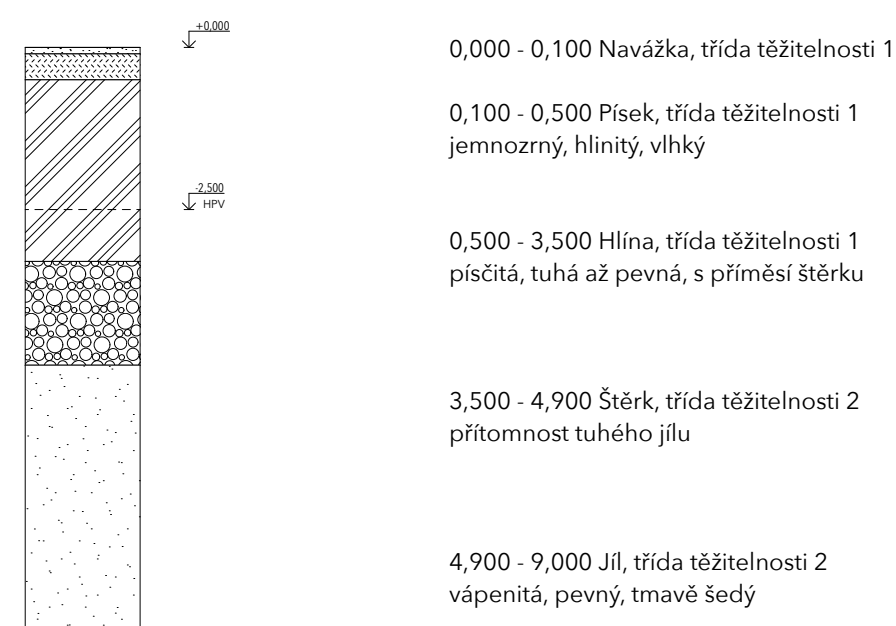 +0,000
0,000 - 0,100 Navážka, třída těžitelnosti 1
0,100 - 0,500 Písek, třída těžitelnosti 1
jemnozrný, hlinitý, vlhký
-2,500
HPV
0,500 - 3,500 Hlína, třída těžitelnosti 1
písčitá, tuhá až pevná, s příměsí štěrku
3,500 - 4,900 Štěrk, třída těžitelnosti 2
přítomnost tuhého jílu
4,900 - 9,000 Jíl, třída těžitelnosti 2
vápenitá, pevný, tmavě šedý